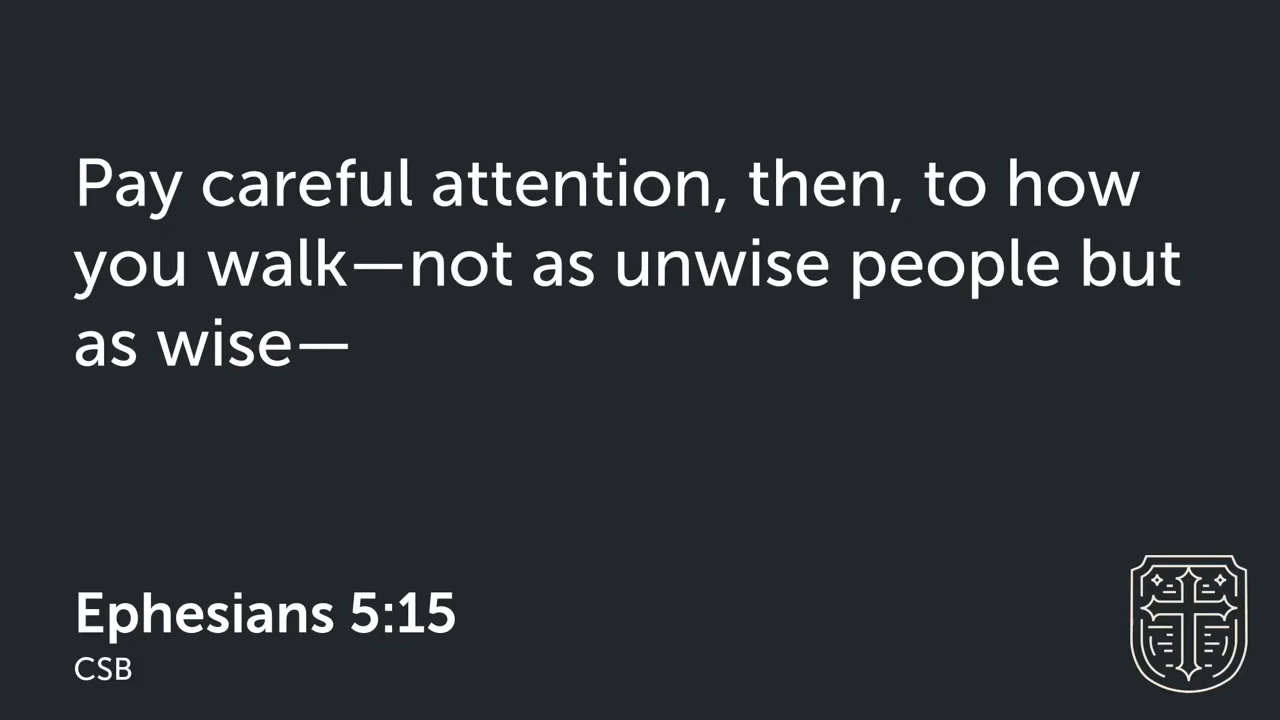 Pay careful attention, then, to how
you walk—not as unwise people but
as wise—
Ephesians 5:15
CSB